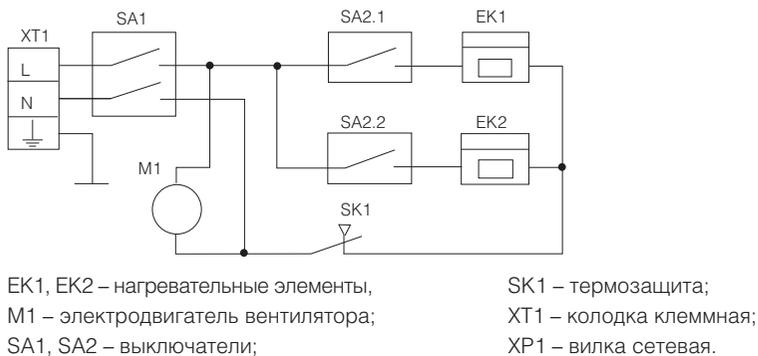 SA1
SA2.1
EK1
XT1
L
N
SA2.2
EK2
M1
SK1
EK1, EK2 – нагревательные элементы,
M1 – электродвигатель вентилятора;
SA1, SA2 – выключатели;
SK1 – термозащита;
XT1 – колодка клеммная;
XP1 – вилка сетевая.